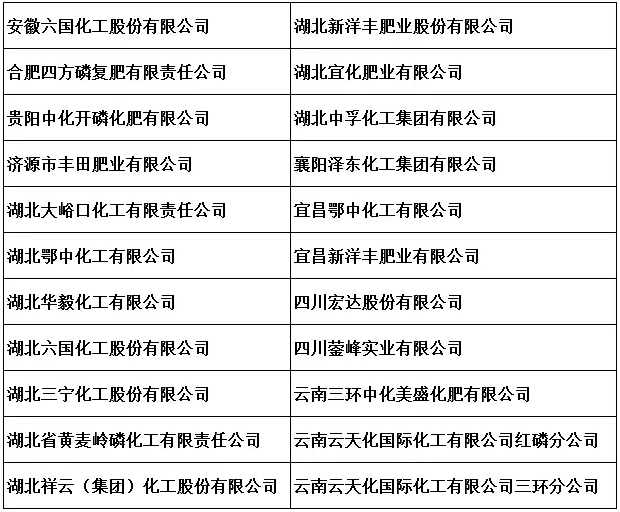 安徽六国化工股份有限公司 湖北新洋丰肥业股份有限公司
合肥四方磷复肥有限责任公司 湖北宜化肥业有限公司
贵阳中化开磷化肥有限公司 湖北中孚化工集团有限公司
济源市丰田肥业有限公司 襄阳泽东化工集团有限公司
湖北大峪口化工有限责任公司 宜昌鄂中化工有限公司
湖北鄂中化工有限公司 宜昌新洋丰肥业有限公司
湖北华毅化工有限公司 四川宏达股份有限公司
湖北六国化工股份有限公司 四川蓥峰实业有限公司
湖北三宁化工股份有限公司 云南三环中化美盛化肥有限公司
湖北省黄麦岭磷化工有限责任公司 云南云天化国际化工有限公司红磷分公司
湖北祥云（集团）化工股份有限公司 云南云天化国际化工有限公司三环分公司